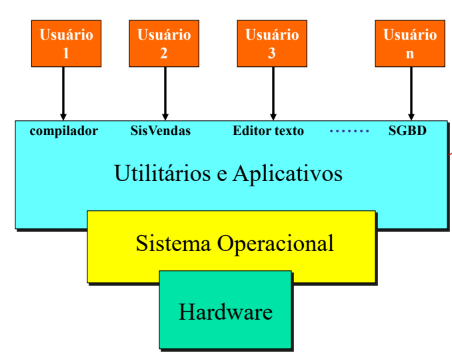 Usuário Usuário Usuário Usuário
1 2 3 n
compilador SisVendas Editor texto ....... SGBD
Utilitários e Aplicativos
Sistema Operacional
Hardware